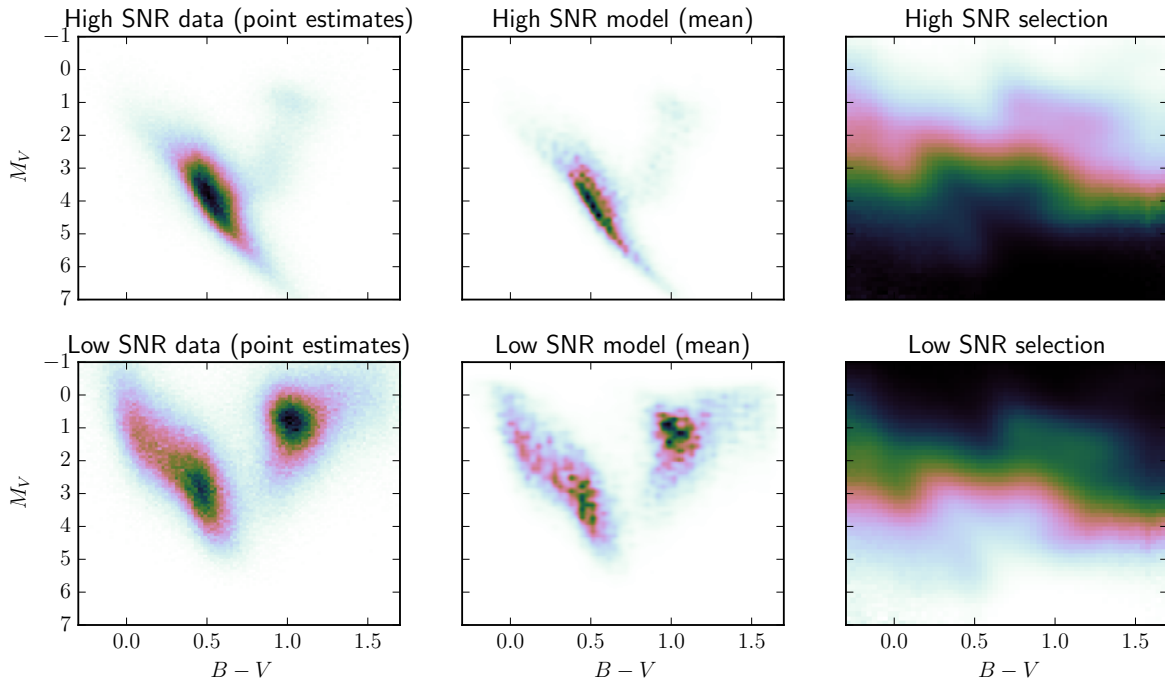 High SNR data (point estimates)
High SNR model (mean)
High SNR selection
−1
0
1
2
3
4
5
6
7
M_V
Low SNR data (point estimates)
Low SNR model (mean)
Low SNR selection
−1
0
1
2
3
4
5
6
7
M_V
0.0 0.5 1.0 1.5
0.0 0.5 1.0 1.5
0.0 0.5 1.0 1.5
B − V
B − V
B − V